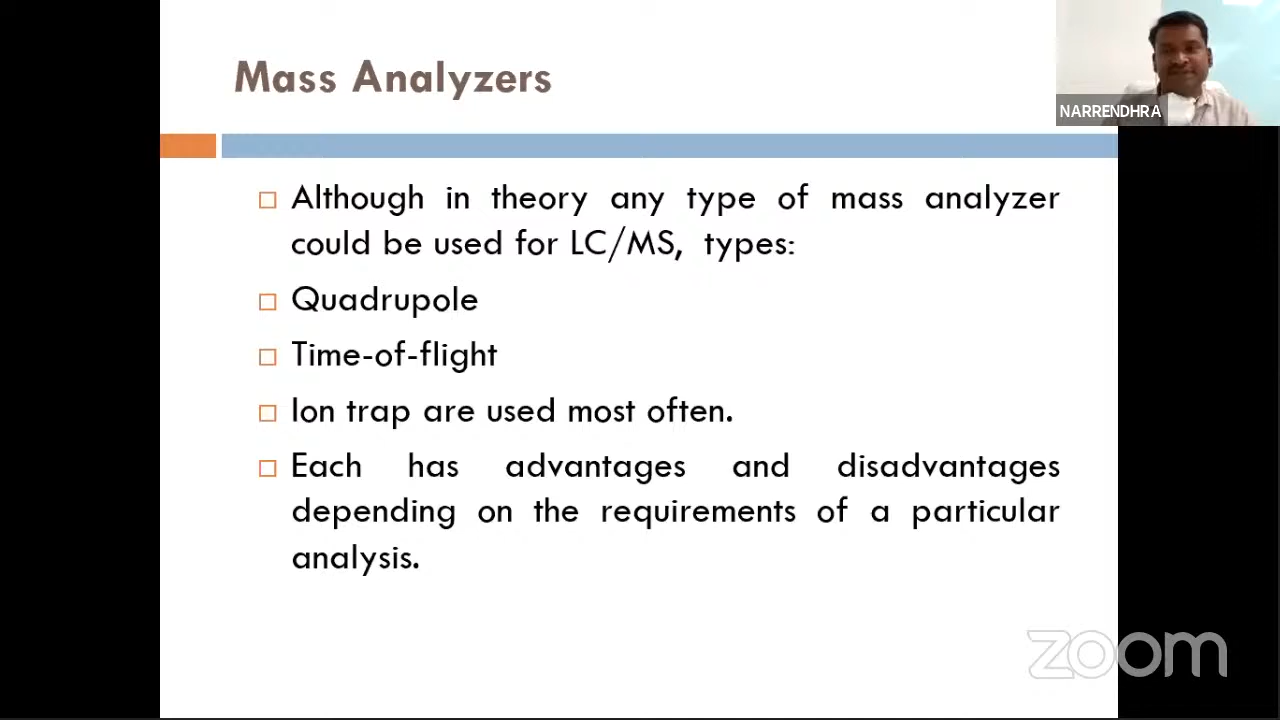 Mass Analyzers
NARRENDHRA
Although in theory any type of mass analyzer
could be used for LC/MS, types:
Quadrupole
Time-of-flight
Ion trap are used most often.
Each has advantages and disadvantages
depending on the requirements of a particular
analysis.
zoom